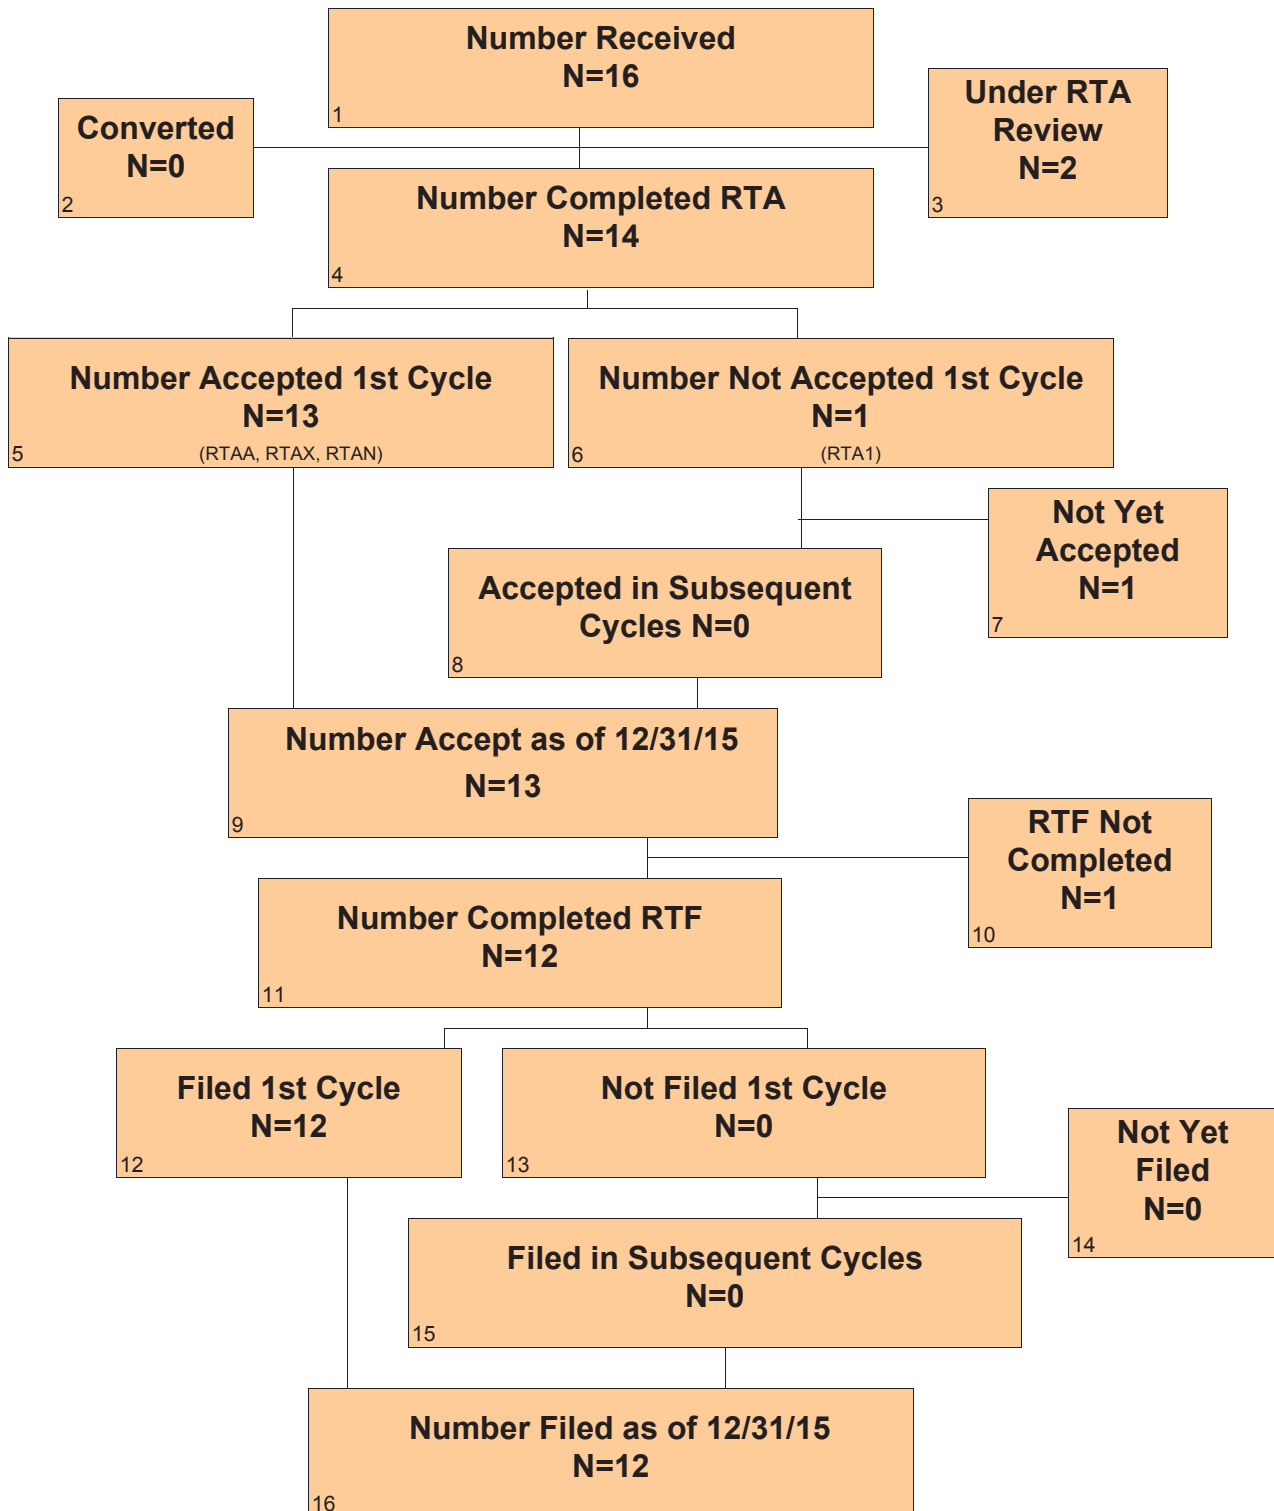 Number Received
N=16
1
Converted
N=0
2
Under RTA
Review
N=2
3
Number Completed RTA
N=14
4
Number Accepted 1st Cycle
N=13
(RTAA, RTAX, RTAN)
5
Number Not Accepted 1st Cycle
N=1
(RTA1)
6
Not Yet
Accepted
N=1
7
Accepted in Subsequent
Cycles N=0
8
Number Accept as of 12/31/15
N=13
9
RTF Not
Completed
N=1
10
Number Completed RTF
N=12
11
Filed 1st Cycle
N=12
12
Not Filed 1st Cycle
N=0
13
Not Yet
Filed
N=0
14
Filed in Subsequent Cycles
N=0
15
Number Filed as of 12/31/15
N=12
16